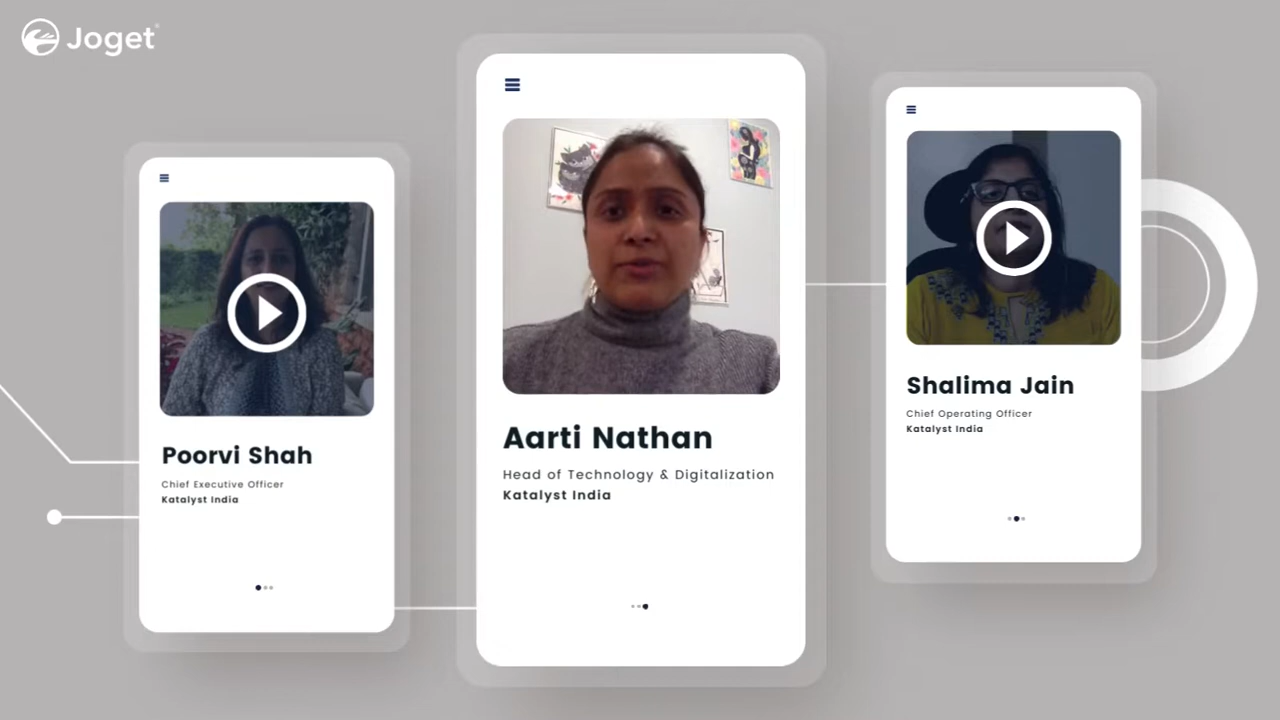 Joget
Poorvi Shah
Chief Executive Officer
Katalyst India
Aarti Nathan
Head of Technology & Digitalization
Katalyst India
Shalima Jain
Chief Operating Officer
Katalyst India